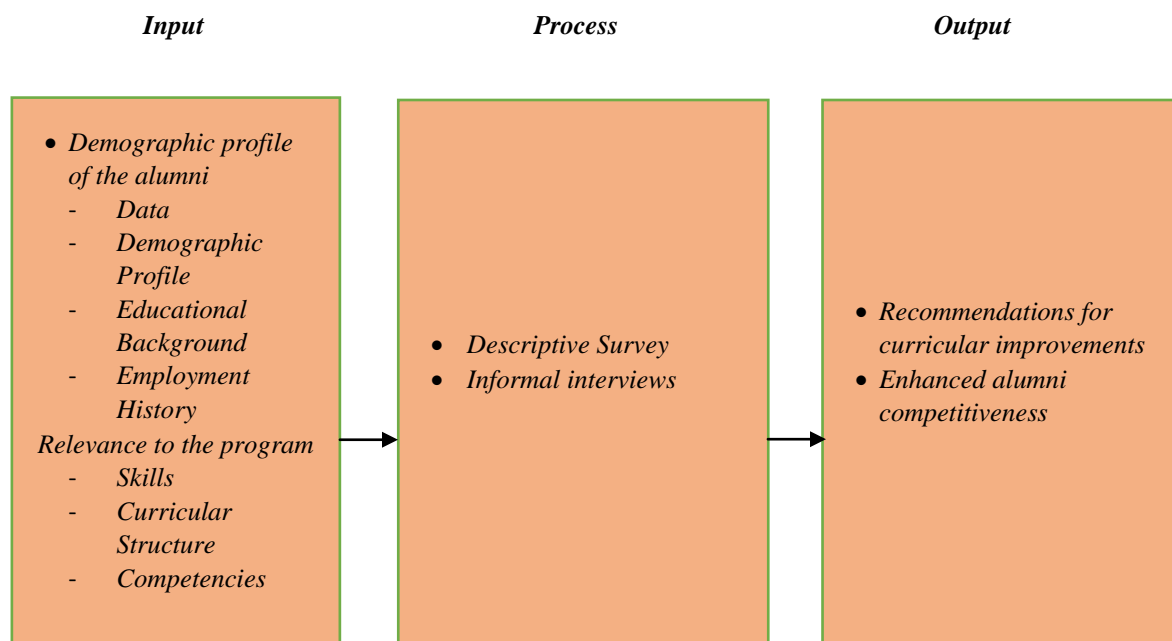 Input
Process
Output
• Demographic profile
of the alumni
- Data
- Demographic
Profile
- Educational
Background
- Employment
History
Relevance to the program
- Skills
- Curricular
Structure
- Competencies
• Descriptive Survey
• Informal interviews
• Recommendations for
curricular improvements
• Enhanced alumni
competitiveness